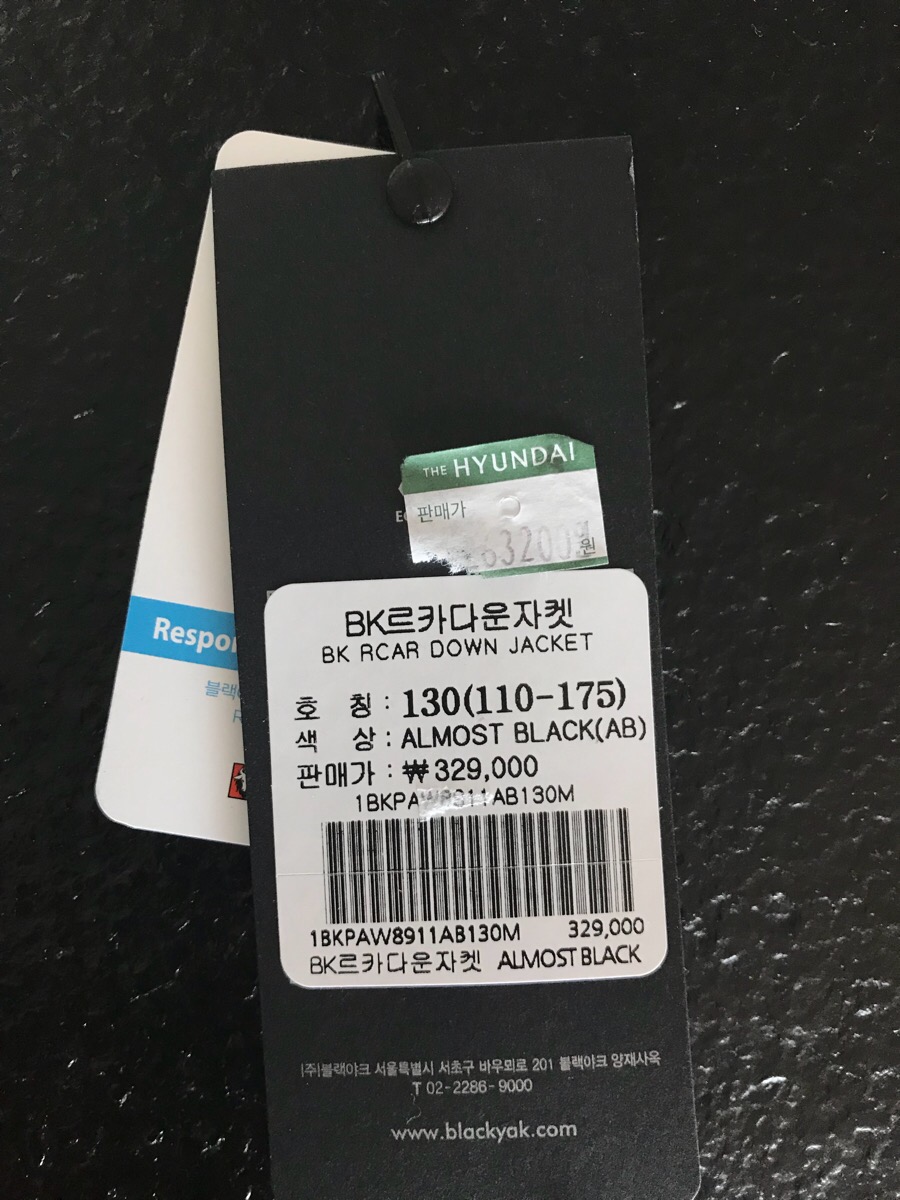 THE HYUNDAI
판매가
원
Respon
BK르카다운자켓
BK RCAR DOWN JACKET
호 칭 : 130(110-175)
색 상 : ALMOST BLACK(AB)
판매가 : ₩329,000
1BKPAW8911AB130M
1BKPAW8911AB130M 329,000
BK르카다운자켓 ALMOST BLACK
(주)블랙야크 서울특별시 서초구 바우뫼로 201 블랙야크 양재사옥
T 02-2286-9000
www.blackyak.com